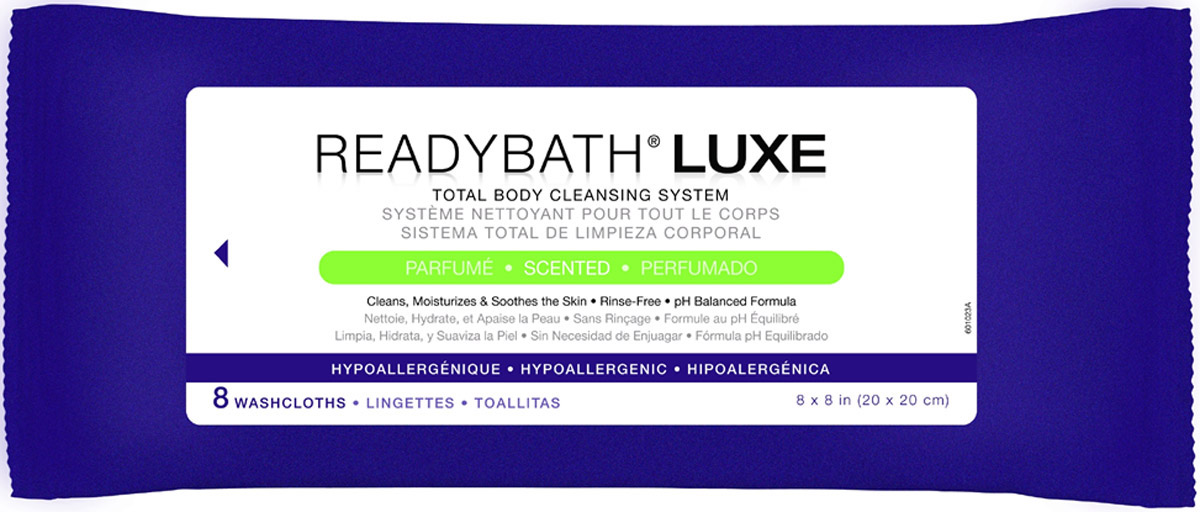 READYBATH® LUXE
TOTAL BODY CLEANSING SYSTEM
SYSTÈME NETTOYANT POUR TOUT LE CORPS
SISTEMA TOTAL DE LIMPIEZA CORPORAL
PARFUMÉ • SCENTED • PERFUMADO
Cleans, Moisturizes & Soothes the Skin • Rinse-Free • pH Balanced Formula
Nettoie, Hydrate, et Apaise la Peau • Sans Rinçage • Formule au pH Équilibré
Limpia, Hidrata, y Suaviza la Piel • Sin Necesidad de Enjuagar • Fórmula pH Equilibrado
601023A
HYPOALLERGÉNIQUE • HYPOALLERGENIC • HIPOALERGÉNICA
8 WASHCLOTHS • LINGETTES • TOALLITAS
8 x 8 in (20 x 20 cm)